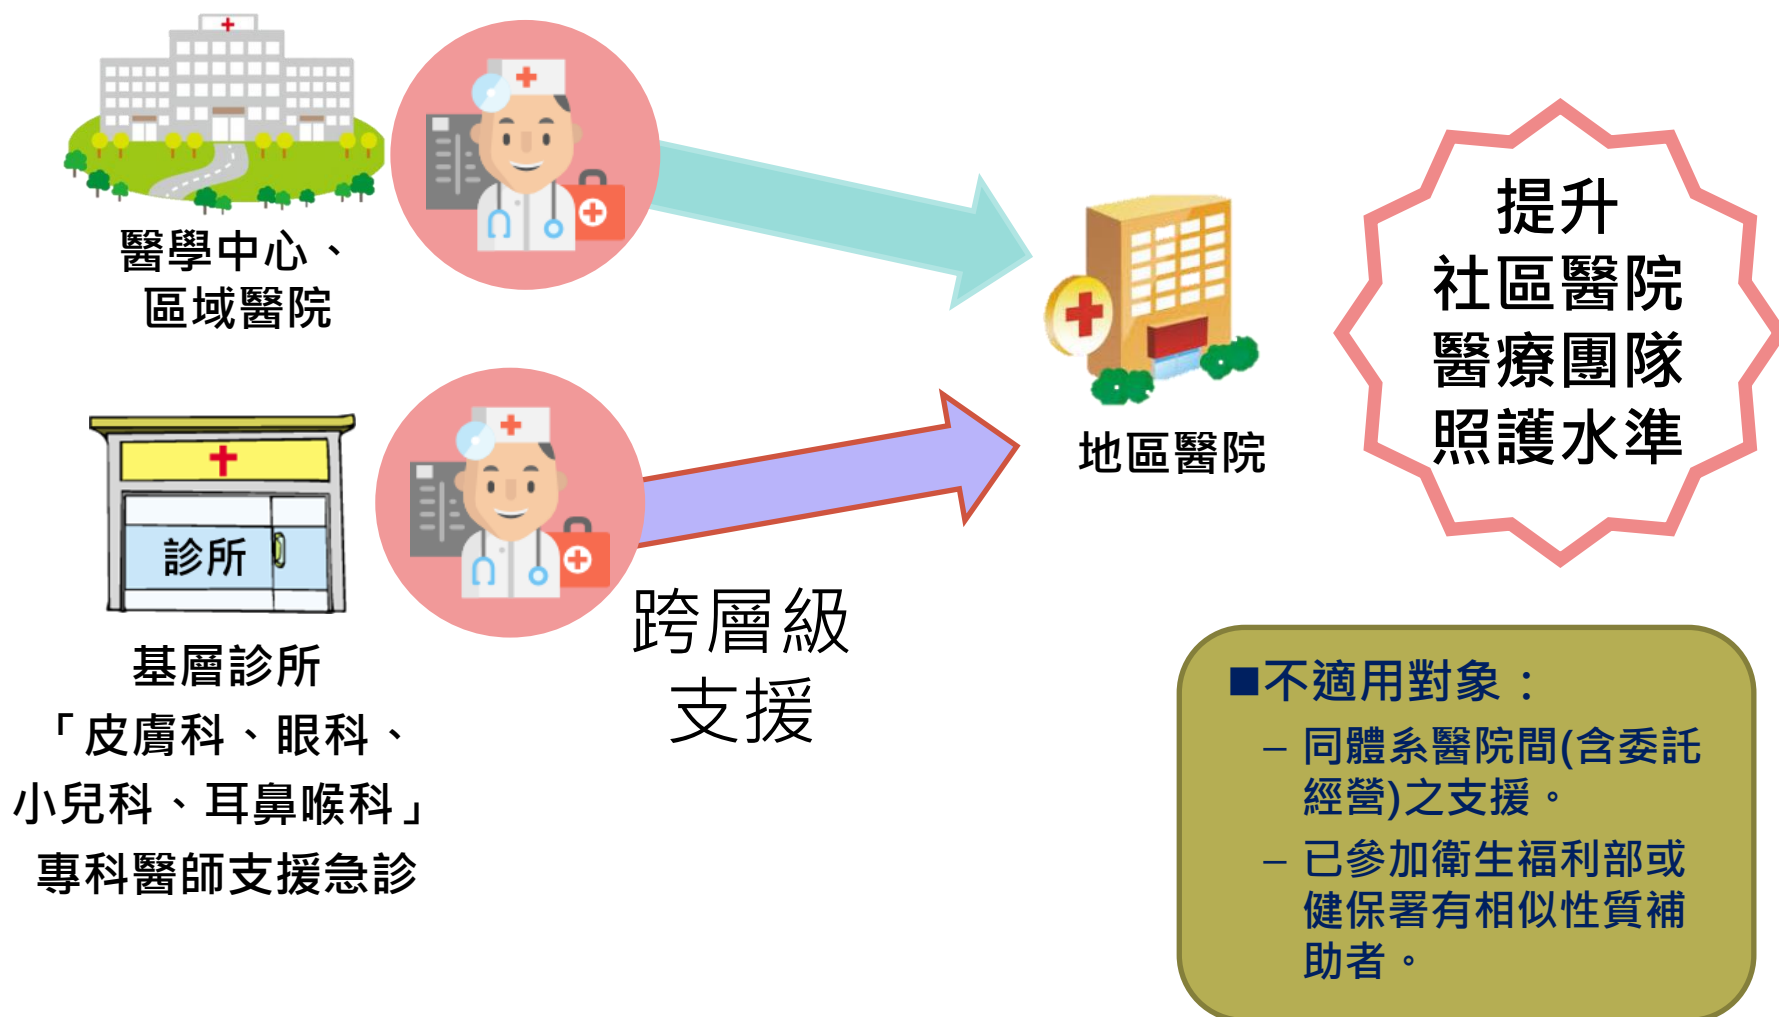 醫學中心、
區域醫院
診所
基層診所
「皮膚科、眼科、
小兒科、耳鼻喉科」
專科醫師支援急診
跨層級
支援
地區醫院
提升
社區醫院
醫療團隊
照護水準
■不適用對象：
– 同體系醫院間(含委託
經營)之支援。
– 已參加衛生福利部或
健保署有相似性質補
助者。